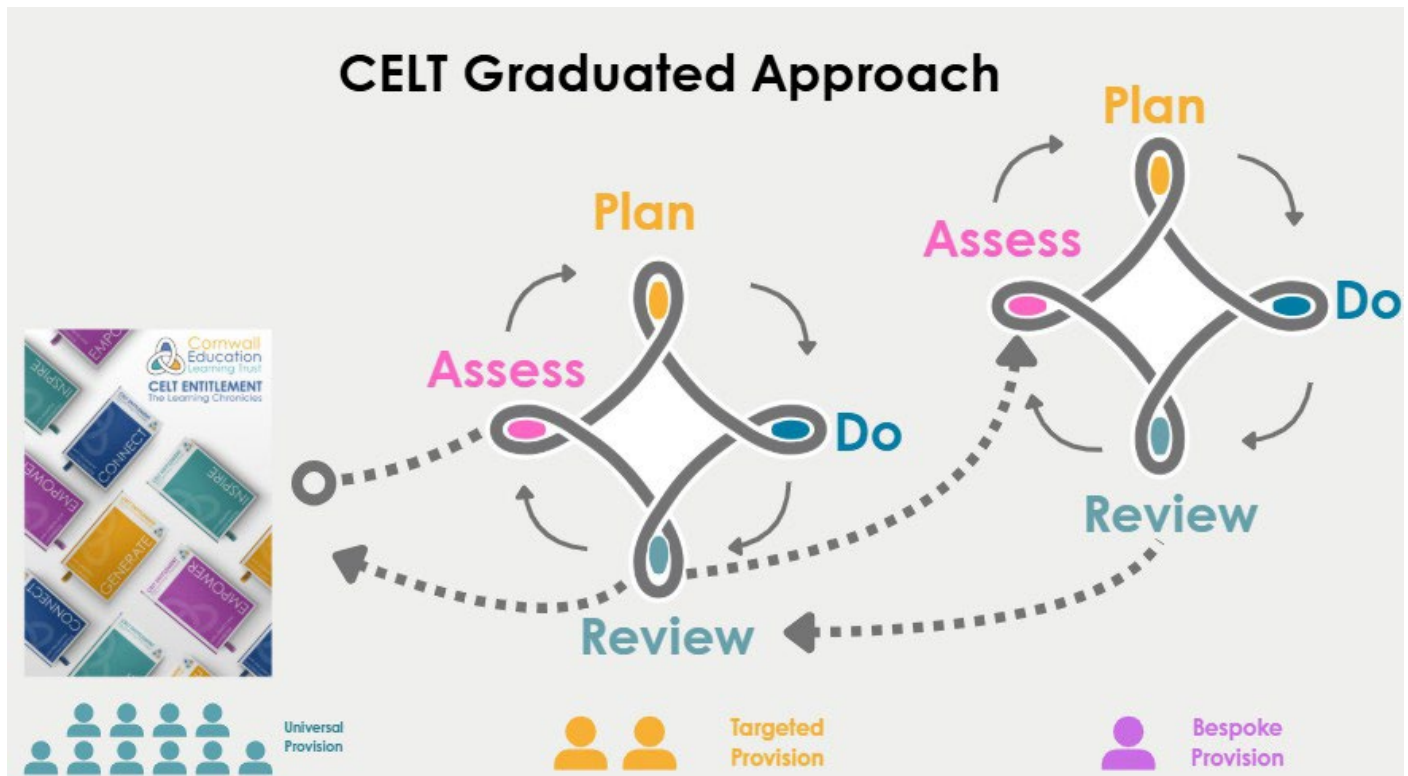 CELT Graduated Approach
Plan
Assess
Do
Review
Plan
Assess
Do
Review
Cornwall
Education
Learning Trust
CELT ENTITLEMENT
The Learning Chronicles
EMPO
INSPIRE
CONNECT
INSPIRE
EMPOWER
GENERATE
EMPOWER
CONNECT
Universal
Provision
Targeted
Provision
Bespoke
Provision